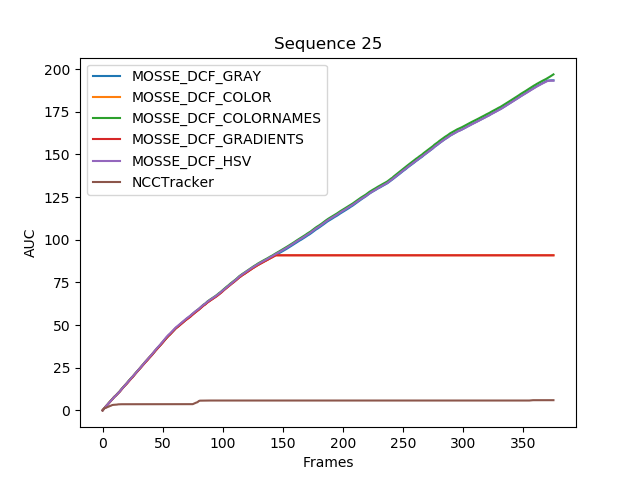 Sequence 25
200
175
150
125
100
75
50
25
0
AUC
MOSSE_DCF_GRAY
MOSSE_DCF_COLOR
MOSSE_DCF_COLORNAMES
MOSSE_DCF_GRADIENTS
MOSSE_DCF_HSV
NCCTracker
0 50 100 150 200 250 300 350
Frames